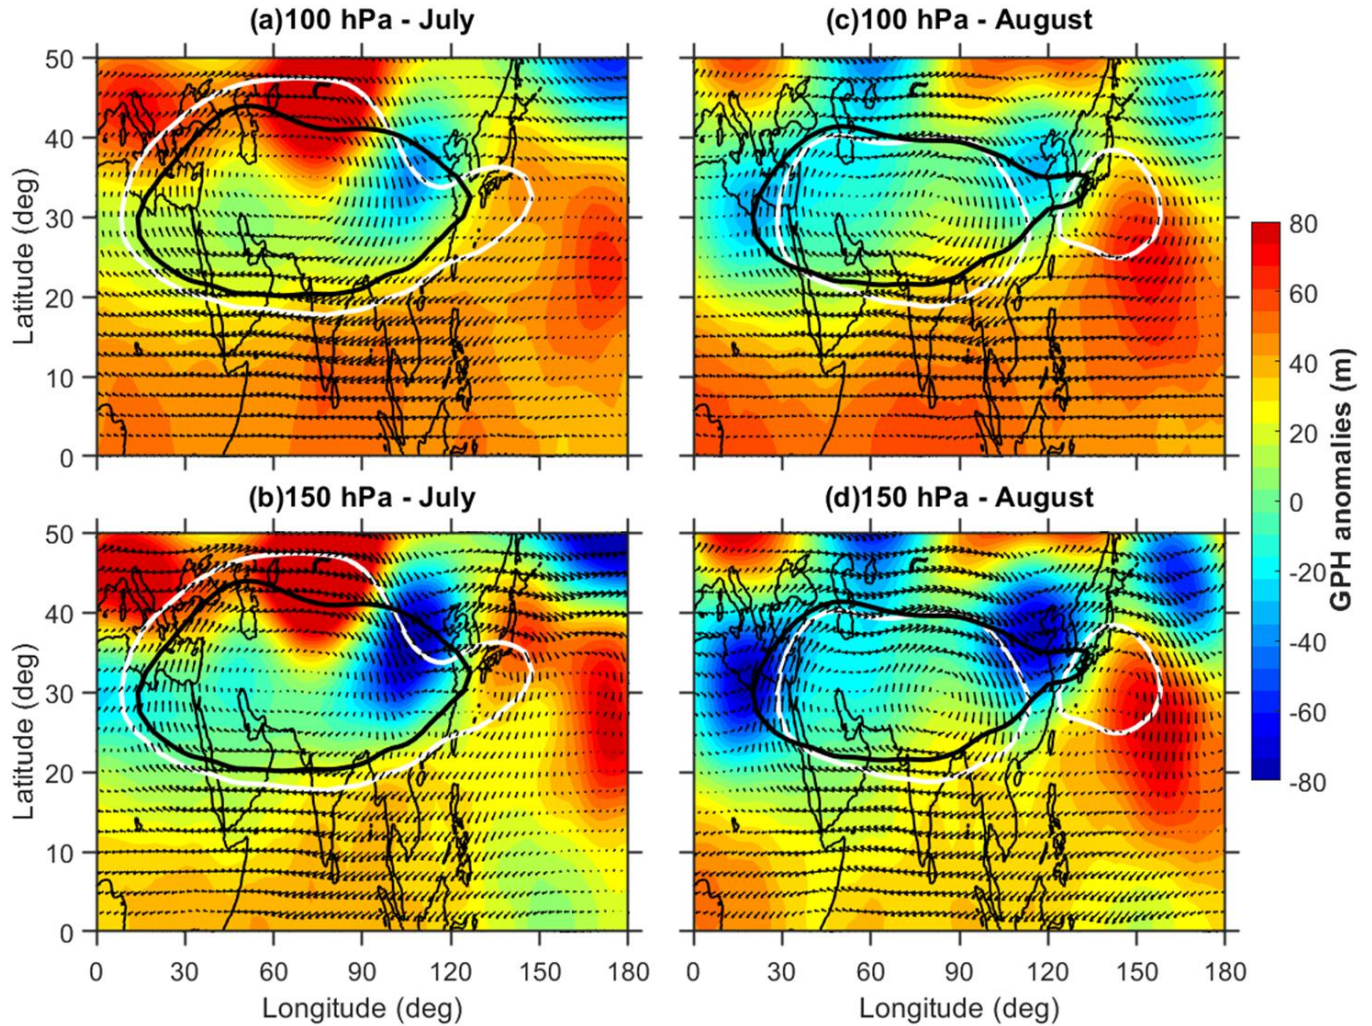 (a)100 hPa - July
(c)100 hPa - August
50
40
30
20
10
0
Latitude (deg)
(b)150 hPa - July
(d)150 hPa - August
50
40
30
20
10
0
Latitude (deg)
0 30 60 90 120 150 180
Longitude (deg)
0 30 60 90 120 150 180
Longitude (deg)
80
60
40
20
0
-20
-40
-60
-80
GPH anomalies (m)